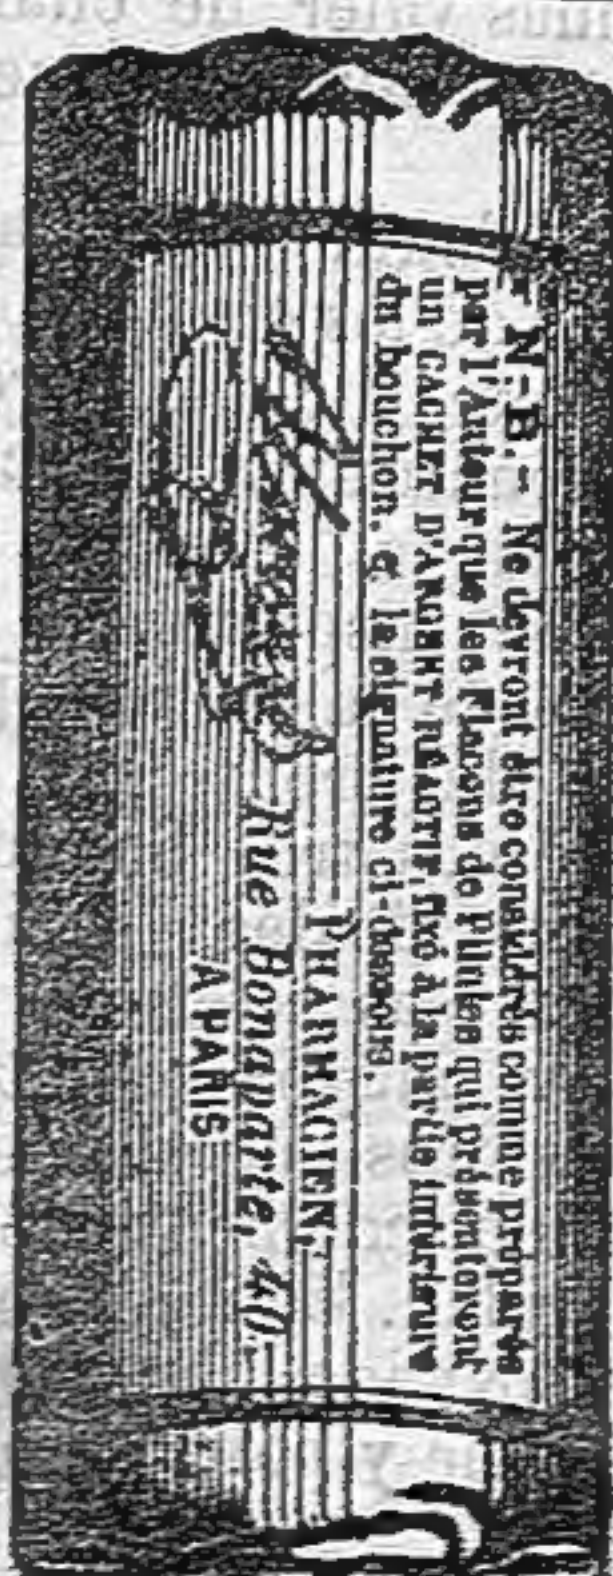 N.-B. - Ne devront être considérés comme préparés
par l'Auteur que les Flacons de Pilules qui présenteront
un CACHET D'ARGENT RÉACTIF, fixé à la partie inférieure
du bouchon, et la signature ci-dessous.
PHARMACIEN,
Rue Bonaparte, 40.
A PARIS